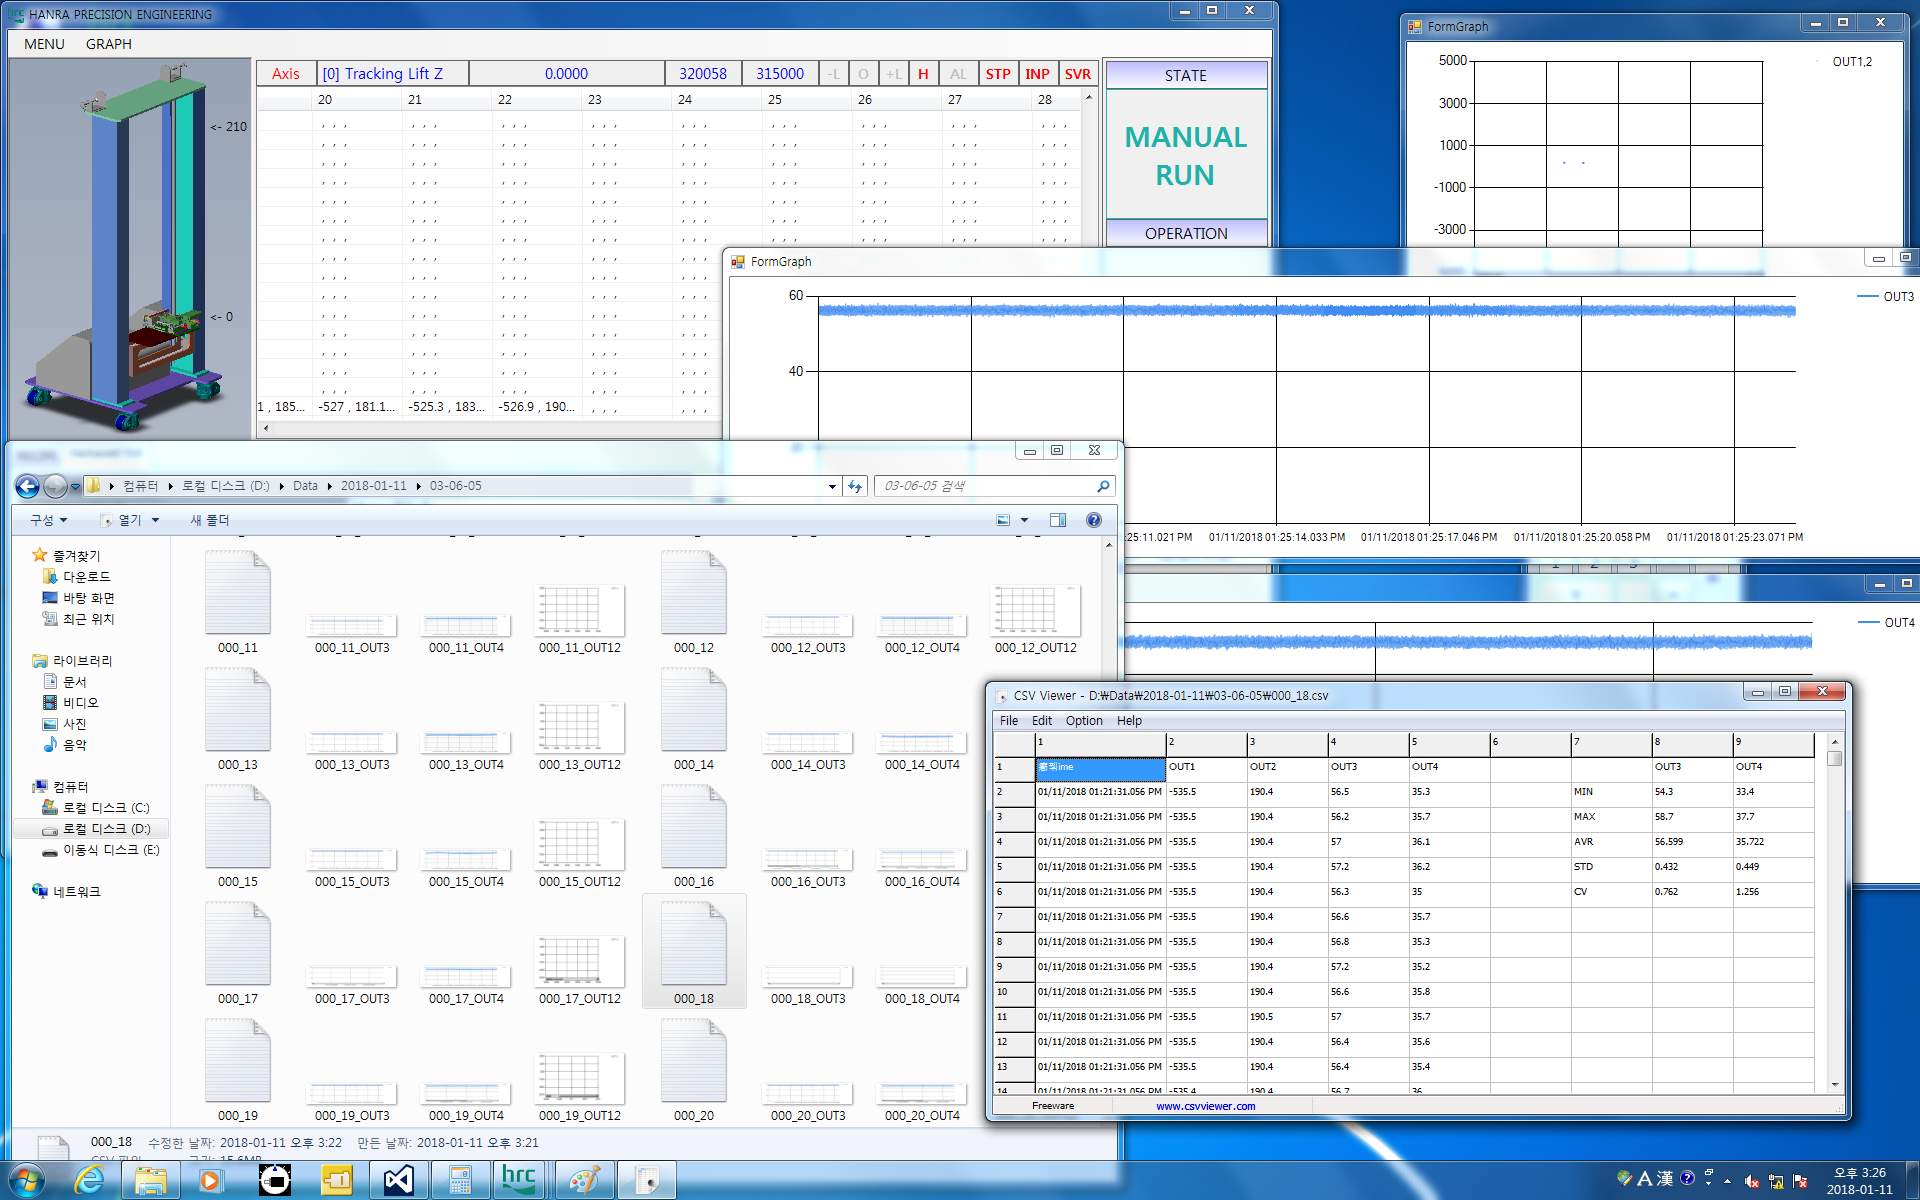 HANRA PRECISION ENGINEERING
MENU GRAPH
Axis [0] Tracking Lift Z 0.0000 320058 315000 -L O +L H AL STP INP SVR
20 21 22 23 24 25 26 27 28
<- 210
<- 0
1 , 185... -527 , 181.1... -525.3 , 183... -526.9 , 190... , , , , , ,
STATE
MANUAL
RUN
OPERATION
FormGraph
5000
3000
1000
-1000
-3000
OUT1,2
FormGraph
60
40
OUT3
:25:11.021 PM 01/11/2018 01:25:14.033 PM 01/11/2018 01:25:17.046 PM 01/11/2018 01:25:20.058 PM 01/11/2018 01:25:23.071 PM
OUT4
컴퓨터 로컬 디스크 (D:) Data 2018-01-11 03-06-05
03-06-05 검색
구성 열기 새 폴더
즐겨찾기
다운로드
바탕 화면
최근 위치
라이브러리
문서
비디오
사진
음악
컴퓨터
로컬 디스크 (C:)
로컬 디스크 (D:)
이동식 디스크 (E:)
네트워크
000_11 000_11_OUT3 000_11_OUT4 000_11_OUT12 000_12 000_12_OUT3 000_12_OUT4 000_12_OUT12
000_13 000_13_OUT3 000_13_OUT4 000_13_OUT12 000_14 000_14_OUT3 000_14_OUT4
000_15 000_15_OUT3 000_15_OUT4 000_15_OUT12 000_16 000_16_OUT3 000_16_OUT4
000_17 000_17_OUT3 000_17_OUT4 000_17_OUT12 000_18 000_18_OUT3 000_18_OUT4
000_19 000_19_OUT3 000_19_OUT4 000_19_OUT12 000_20 000_20_OUT3 000_20_OUT4
000_18 수정한 날짜: 2018-01-11 오후 3:22 만든 날짜: 2018-01-11 오후 3:21
CSV 파일 크기: 15.6MB
CSV Viewer - D:₩Data₩2018-01-11₩03-06-05₩000_18.csv
File Edit Option Help
1 2 3 4 5 6 7 8 9
1 ime OUT1 OUT2 OUT3 OUT4 OUT3 OUT4
2 01/11/2018 01:21:31.056 PM -535.5 190.4 56.5 35.3 MIN 54.3 33.4
3 01/11/2018 01:21:31.056 PM -535.5 190.4 56.2 35.7 MAX 58.7 37.7
4 01/11/2018 01:21:31.056 PM -535.5 190.4 57 36.1 AVR 56.599 35.722
5 01/11/2018 01:21:31.056 PM -535.5 190.4 57.2 36.2 STD 0.432 0.449
6 01/11/2018 01:21:31.056 PM -535.5 190.4 56.3 35 CV 0.762 1.256
7 01/11/2018 01:21:31.056 PM -535.5 190.4 56.6 35.7
8 01/11/2018 01:21:31.056 PM -535.5 190.4 56.8 35.3
9 01/11/2018 01:21:31.056 PM -535.5 190.4 57.2 35.2
10 01/11/2018 01:21:31.056 PM -535.5 190.4 56.6 35.8
11 01/11/2018 01:21:31.056 PM -535.5 190.5 57 35.7
12 01/11/2018 01:21:31.056 PM -535.5 190.4 56.4 35.6
13 01/11/2018 01:21:31.056 PM -535.5 190.4 56.4 35.4
14 01/11/2018 01:21:31.056 PM -535.4 190.4 56.7 36
Freeware www.csvviewer.com
hrc
A 漢
오후 3:26
2018-01-11